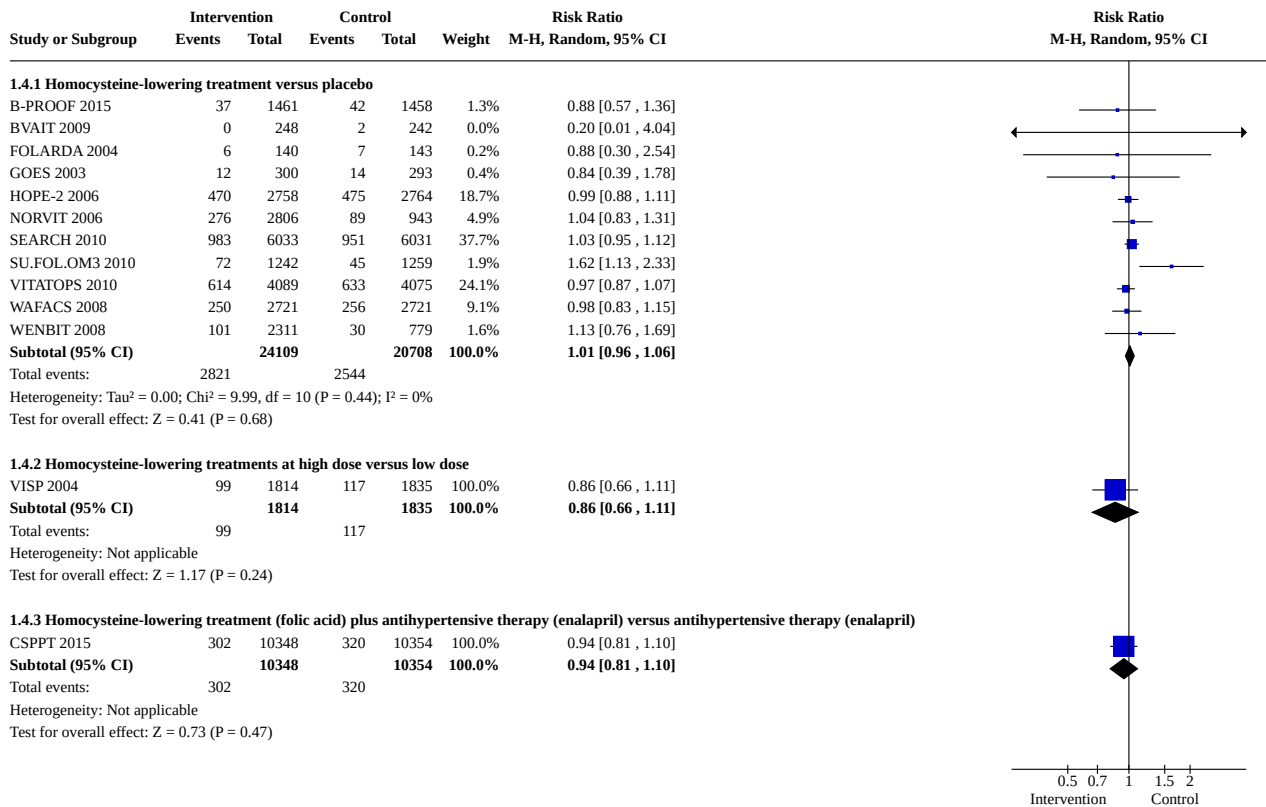 Intervention Control Risk Ratio Risk Ratio
Study or Subgroup Events Total Events Total Weight M-H, Random, 95% CI M-H, Random, 95% CI
1.4.1 Homocysteine-lowering treatment versus placebo
B-PROOF 2015 37 1461 42 1458 1.3% 0.88 [0.57 , 1.36]
BVAIT 2009 0 248 2 242 0.0% 0.20 [0.01 , 4.04]
FOLARDA 2004 6 140 7 143 0.2% 0.88 [0.30 , 2.54]
GOES 2003 12 300 14 293 0.4% 0.84 [0.39 , 1.78]
HOPE-2 2006 470 2758 475 2764 18.7% 0.99 [0.88 , 1.11]
NORVIT 2006 276 2806 89 943 4.9% 1.04 [0.83 , 1.31]
SEARCH 2010 983 6033 951 6031 37.7% 1.03 [0.95 , 1.12]
SU.FOL.OM3 2010 72 1242 45 1259 1.9% 1.62 [1.13 , 2.33]
VITATOPS 2010 614 4089 633 4075 24.1% 0.97 [0.87 , 1.07]
WAFACS 2008 250 2721 256 2721 9.1% 0.98 [0.83 , 1.15]
WENBIT 2008 101 2311 30 779 1.6% 1.13 [0.76 , 1.69]
Subtotal (95% CI) 24109 20708 100.0% 1.01 [0.96 , 1.06]
Total events: 2821 2544
Heterogeneity: Tau² = 0.00; Chi² = 9.99, df = 10 (P = 0.44); I² = 0%
Test for overall effect: Z = 0.41 (P = 0.68)
1.4.2 Homocysteine-lowering treatments at high dose versus low dose
VISP 2004 99 1814 117 1835 100.0% 0.86 [0.66 , 1.11]
Subtotal (95% CI) 1814 1835 100.0% 0.86 [0.66 , 1.11]
Total events: 99 117
Heterogeneity: Not applicable
Test for overall effect: Z = 1.17 (P = 0.24)
1.4.3 Homocysteine-lowering treatment (folic acid) plus antihypertensive therapy (enalapril) versus antihypertensive therapy (enalapril)
CSPPT 2015 302 10348 320 10354 100.0% 0.94 [0.81 , 1.10]
Subtotal (95% CI) 10348 10354 100.0% 0.94 [0.81 , 1.10]
Total events: 302 320
Heterogeneity: Not applicable
Test for overall effect: Z = 0.73 (P = 0.47)
0.5 0.7 1 1.5 2
Intervention Control